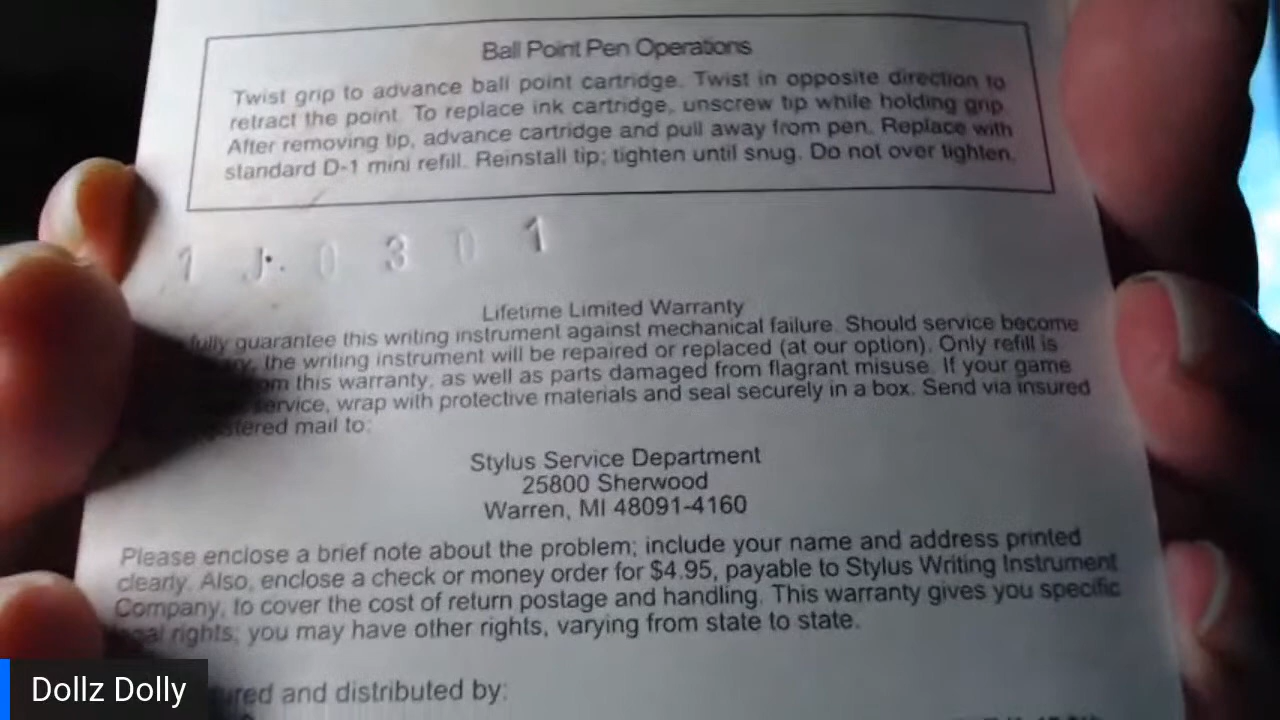 Ball Point Pen Operations
Twist grip to advance ball point cartridge. Twist in opposite direction to
retract the point. To replace ink cartridge, unscrew tip while holding grip.
After removing tip, advance cartridge and pull away from pen. Replace with
standard D-1 mini refill. Reinstall tip; tighten until snug. Do not over tighten.
1 J 0 3 0 1
Lifetime Limited Warranty
fully guarantee this writing instrument against mechanical failure. Should service become
the writing instrument will be repaired or replaced (at our option). Only refill is
this warranty, as well as parts damaged from flagrant misuse. If your game
service, wrap with protective materials and seal securely in a box. Send via insured
mail to:
Stylus Service Department
25800 Sherwood
Warren, MI 48091-4160
Please enclose a brief note about the problem; include your name and address printed
clearly. Also, enclose a check or money order for $4.95, payable to Stylus Writing Instrument
Company, to cover the cost of return postage and handling. This warranty gives you specific
rights; you may have other rights, varying from state to state.
and distributed by:
Dollz Dolly